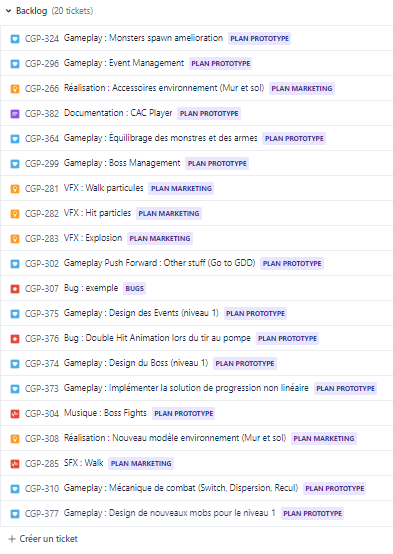 Backlog (20 tickets)
CGP-324 Gameplay : Monsters spawn amelioration PLAN PROTOTYPE
CGP-296 Gameplay : Event Management PLAN PROTOTYPE
CGP-266 Réalisation : Accessoires environnement (Mur et sol) PLAN MARKETING
CGP-382 Documentation : CAC Player PLAN PROTOTYPE
CGP-364 Gameplay : Équilibrage des monstres et des armes PLAN PROTOTYPE
CGP-299 Gameplay : Boss Management PLAN PROTOTYPE
CGP-281 VFX : Walk particules PLAN MARKETING
CGP-282 VFX : Hit particles PLAN MARKETING
CGP-283 VFX : Explosion PLAN MARKETING
CGP-302 Gameplay Push Forward : Other stuff (Go to GDD) PLAN PROTOTYPE
CGP-307 Bug : exemple BUGS
CGP-375 Gameplay : Design des Events (niveau 1) PLAN PROTOTYPE
CGP-376 Bug : Double Hit Animation lors du tir au pompe PLAN PROTOTYPE
CGP-374 Gameplay : Design du Boss (niveau 1) PLAN PROTOTYPE
CGP-373 Gameplay : Implémenter la solution de progression non linéaire PLAN PROTOTYPE
CGP-304 Musique : Boss Fights PLAN PROTOTYPE
CGP-308 Réalisation : Nouveau modèle environnement (Mur et sol) PLAN MARKETING
CGP-285 SFX : Walk PLAN MARKETING
CGP-310 Gameplay : Mécanique de combat (Switch, Dispersion, Recul) PLAN PROTOTYPE
CGP-377 Gameplay : Design de nouveaux mobs pour le niveau 1 PLAN PROTOTYPE
+ Créer un ticket